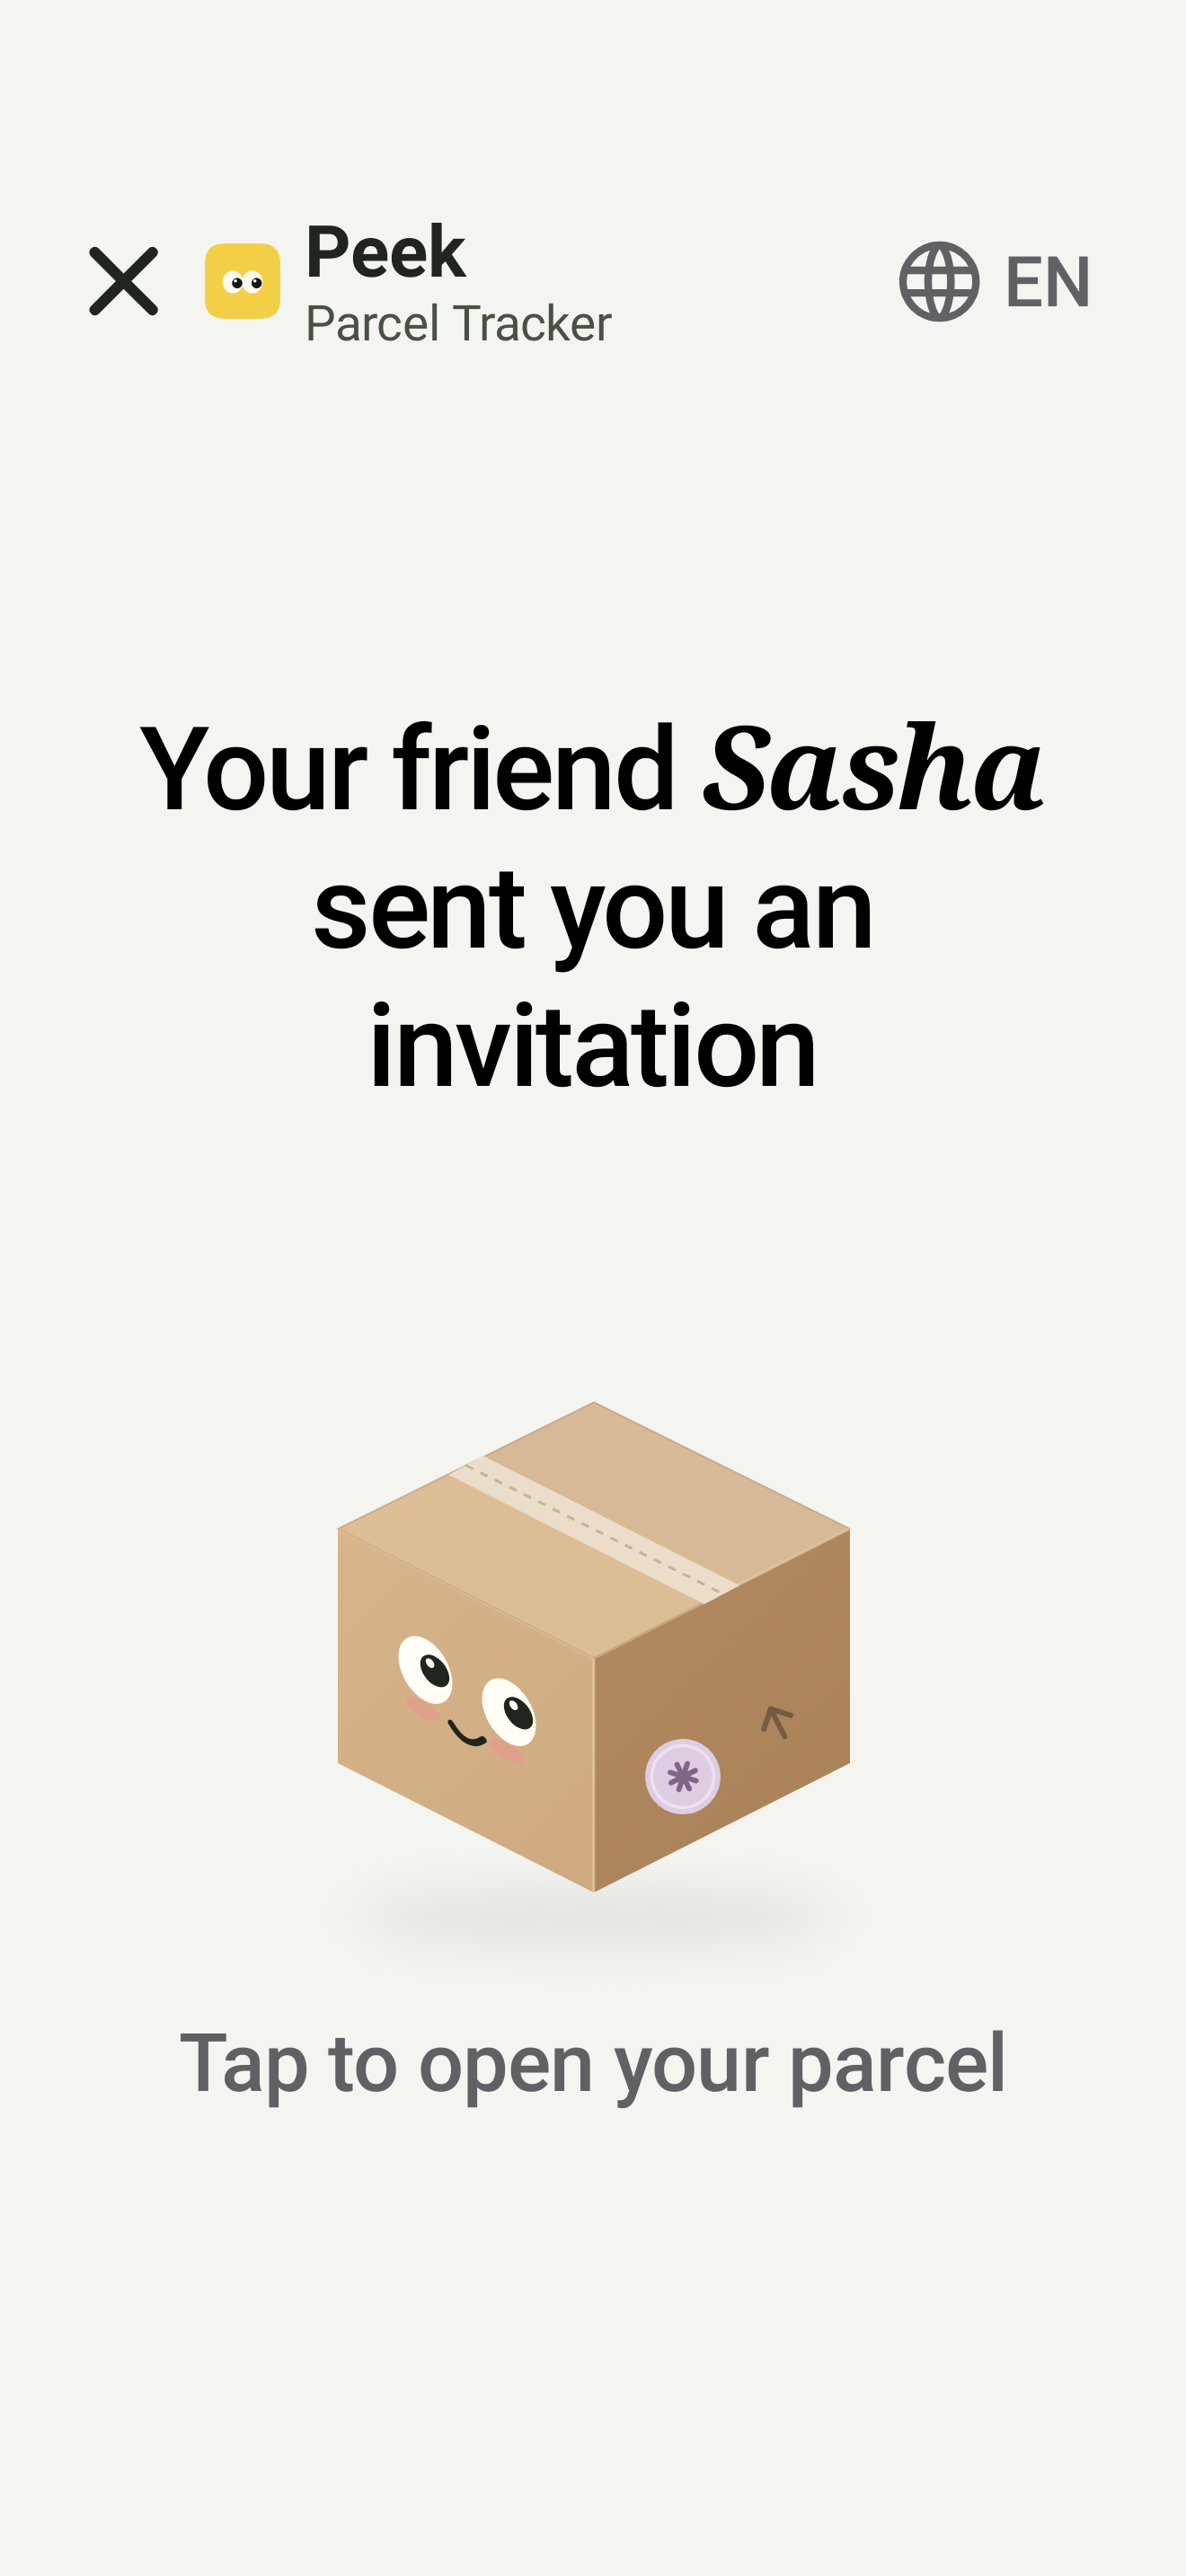 Peek
Parcel Tracker
EN
Your friend Sasha
sent you an
invitation
Tap to open your parcel